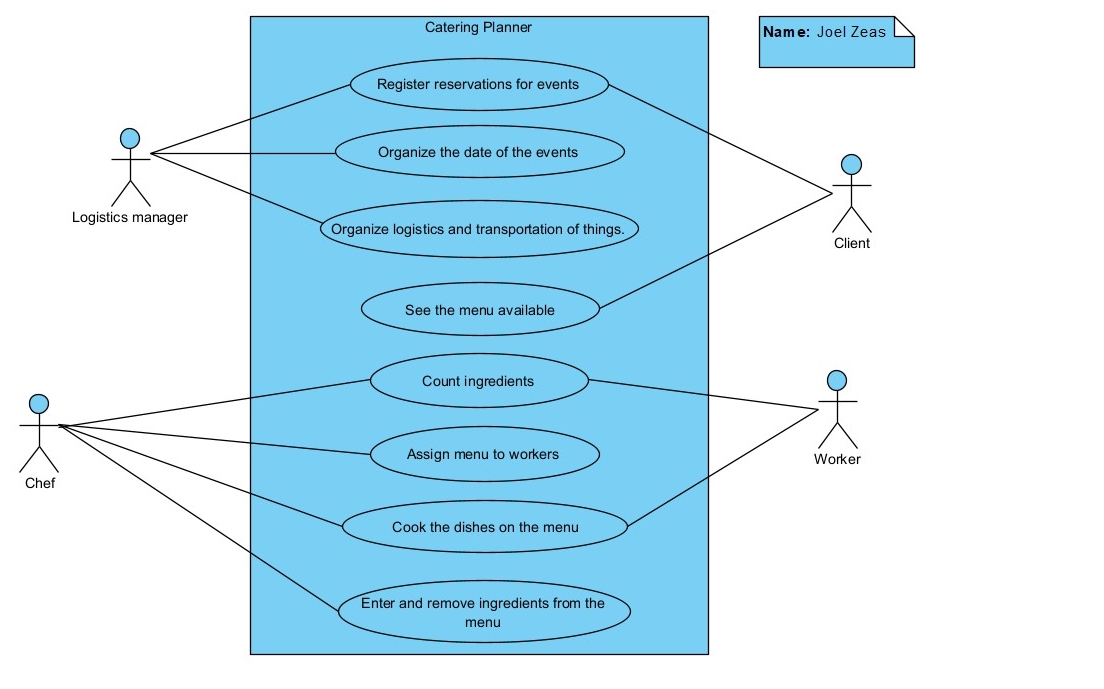 Catering Planner
Name: Joel Zeas
Register reservations for events
Organize the date of the events
Logistics manager
Organize logistics and transportation of things.
Client
See the menu available
Count ingredients
Worker
Assign menu to workers
Chef
Cook the dishes on the menu
Enter and remove ingredients from the
menu